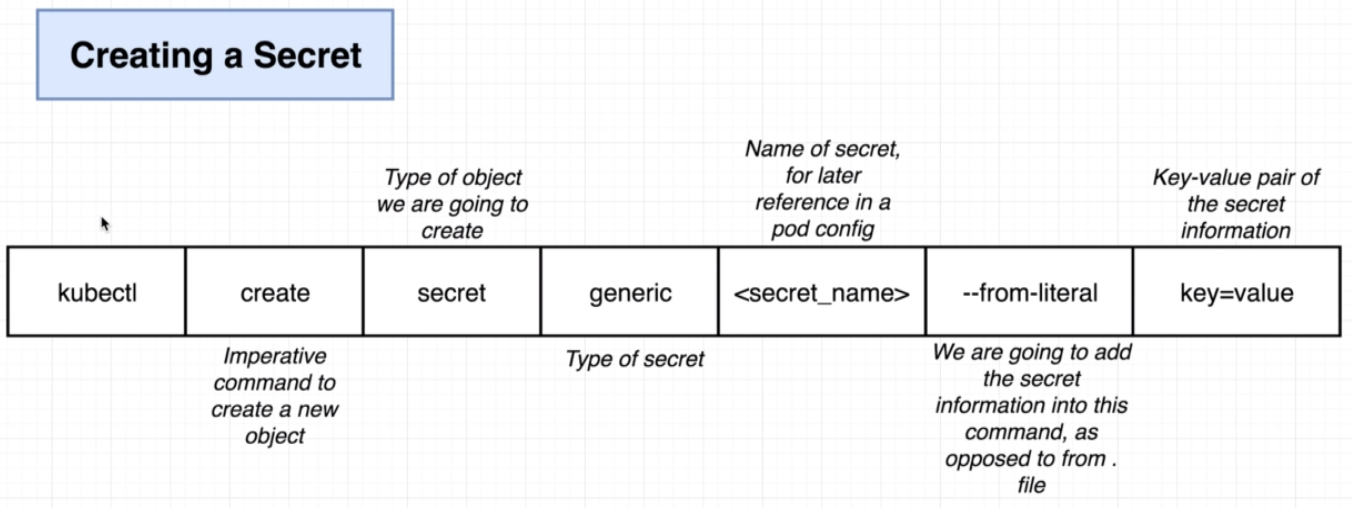 Creating a Secret
Type of object
we are going to
create
Name of secret,
for later
reference in a
pod config
Key-value pair of
the secret
information
kubectl
create
secret
generic
<secret_name>
--from-literal
key=value
Imperative
command to
create a new
object
Type of secret
We are going to add
the secret
information into this
command, as
opposed to from .
file